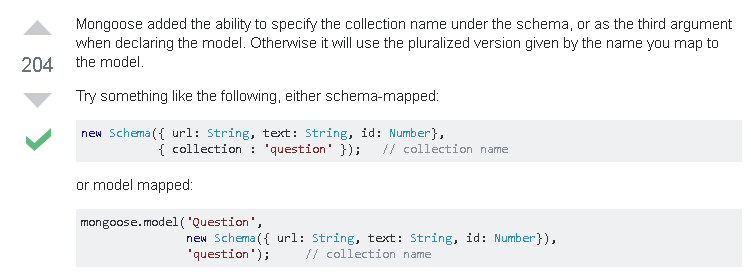 Mongoose added the ability to specify the collection name under the schema, or as the third argument
when declaring the model. Otherwise it will use the pluralized version given by the name you map to
204 the model.
Try something like the following, either schema-mapped:
new Schema({ url: String, text: String, id: Number},
{ collection : 'question' }); // collection name
or model mapped:
mongoose.model('Question',
new Schema({ url: String, text: String, id: Number}),
'question'); // collection name